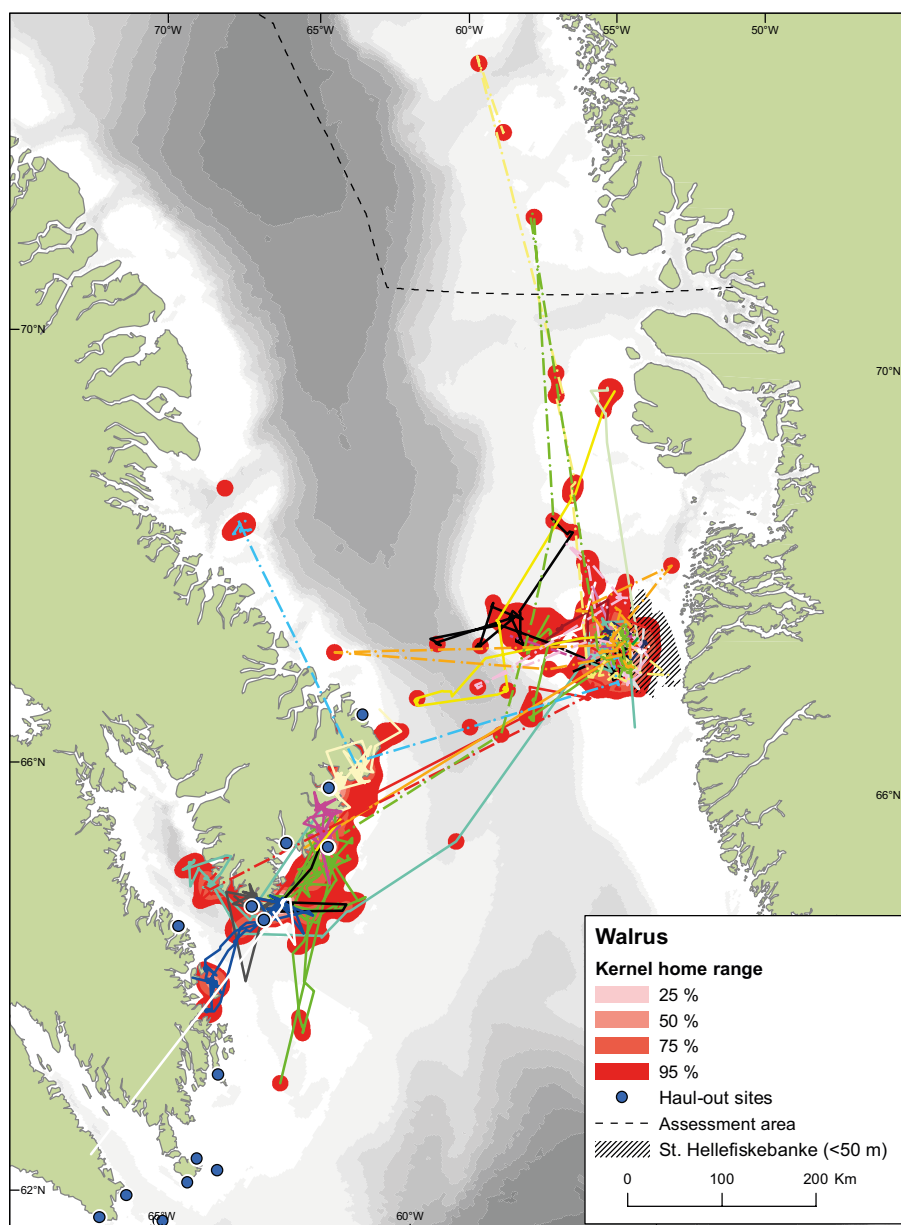 70°W 65°W 60°W 55°W 50°W
70°N
70°N
66°N
66°N
Walrus
Kernel home range
25 %
50 %
75 %
95 %
Haul-out sites
Assessment area
St. Hellefiskebanke (<50 m)
0 100 200 Km
62°N
65°W 60°W